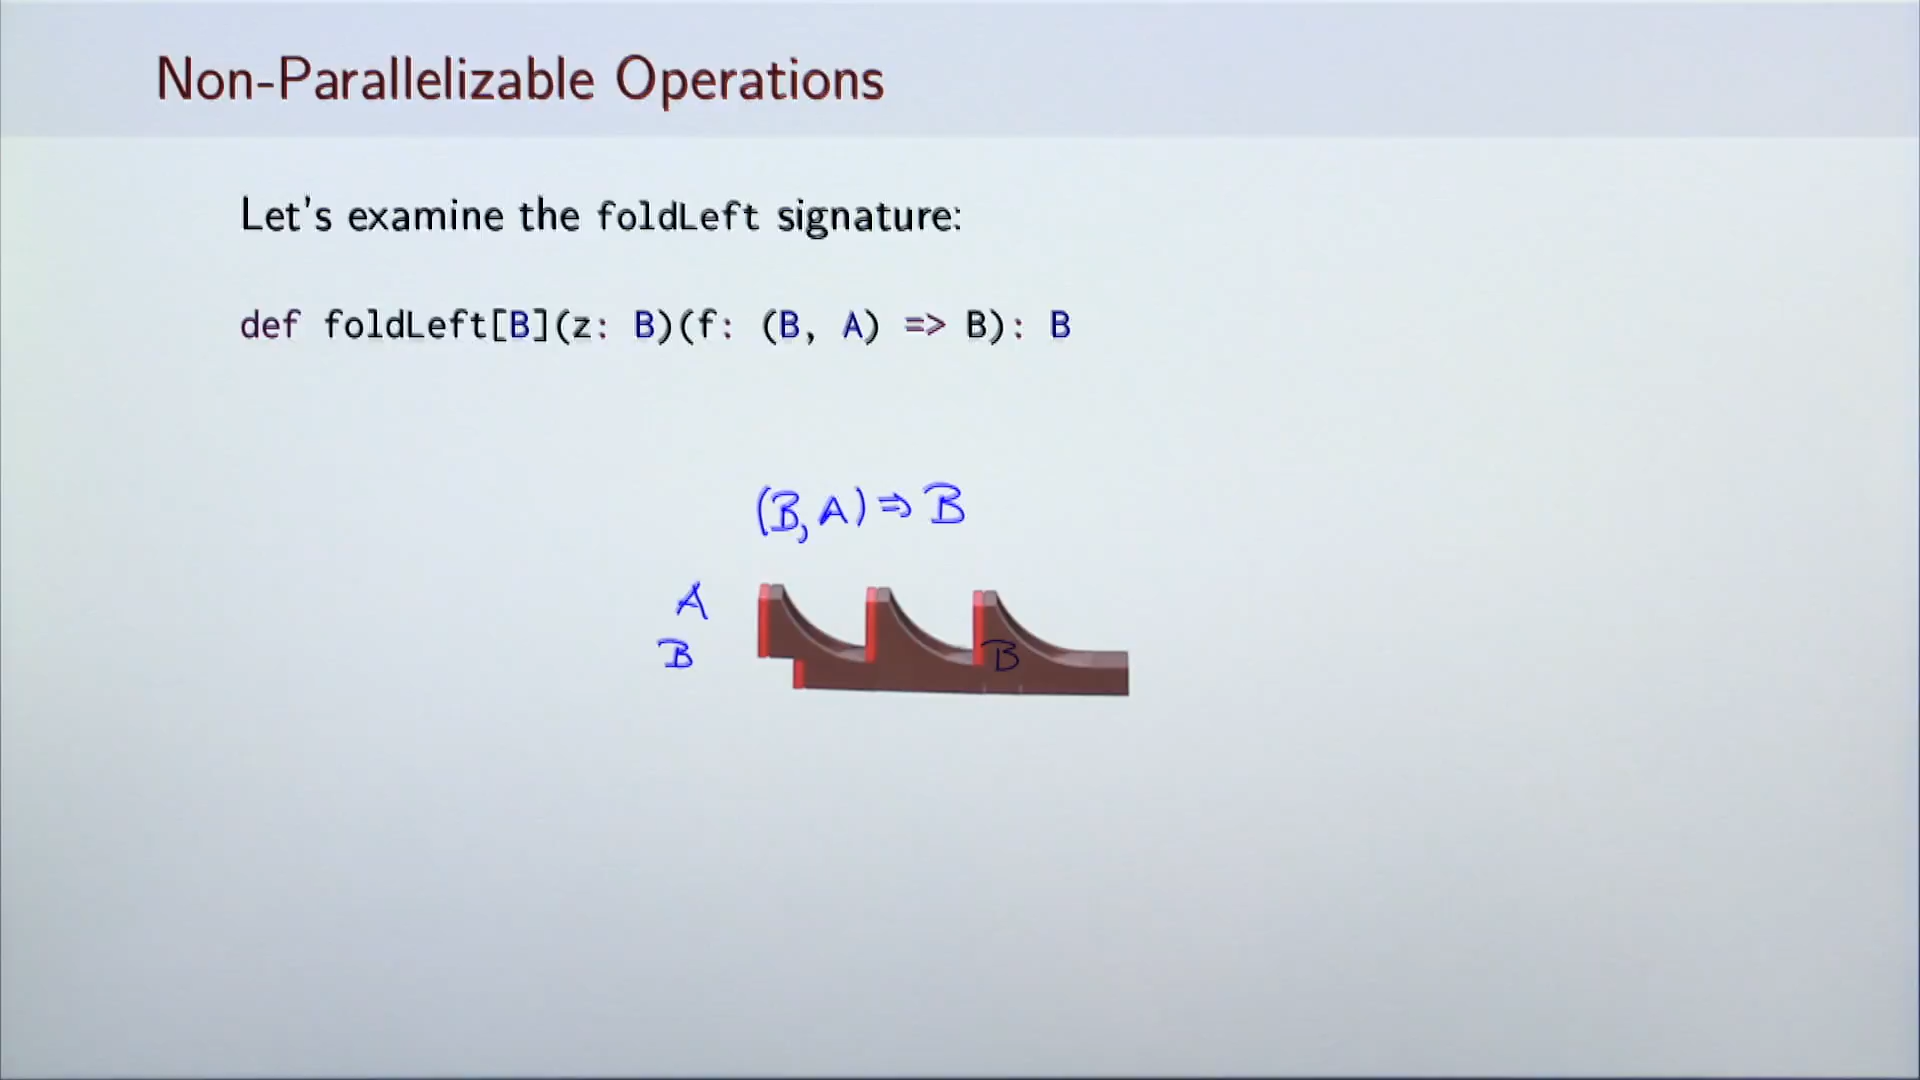 Non-Parallelizable Operations
Let's examine the foldLeft signature:
def foldLeft[B](z: B)(f: (B, A) => B): B
(B, A) ⇒ B
A
B
B